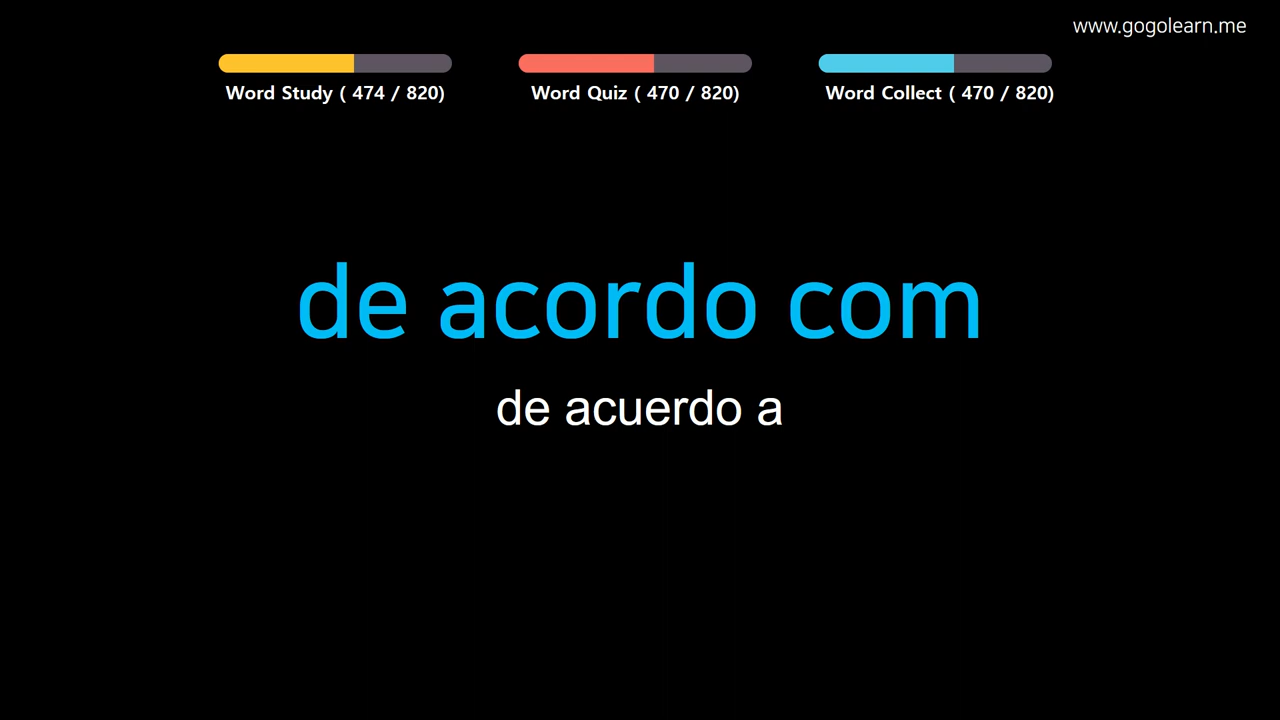 www.gogolearn.me
Word Study ( 474 / 820)
Word Quiz ( 470 / 820)
Word Collect ( 470 / 820)
de acordo com
de acuerdo a